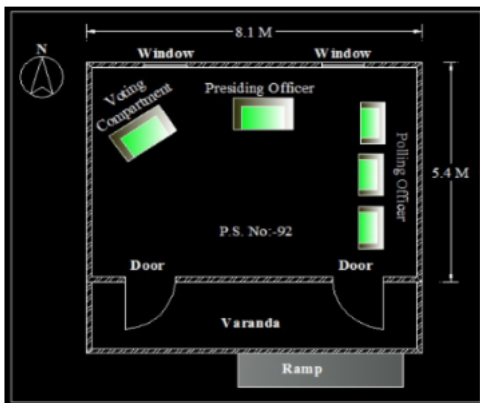 8.1 M
N
Window
Window
Voting
Compartment
Presiding Officer
Polling Officer
5.4 M
P.S. No:-92
Door
Door
Varanda
Ramp